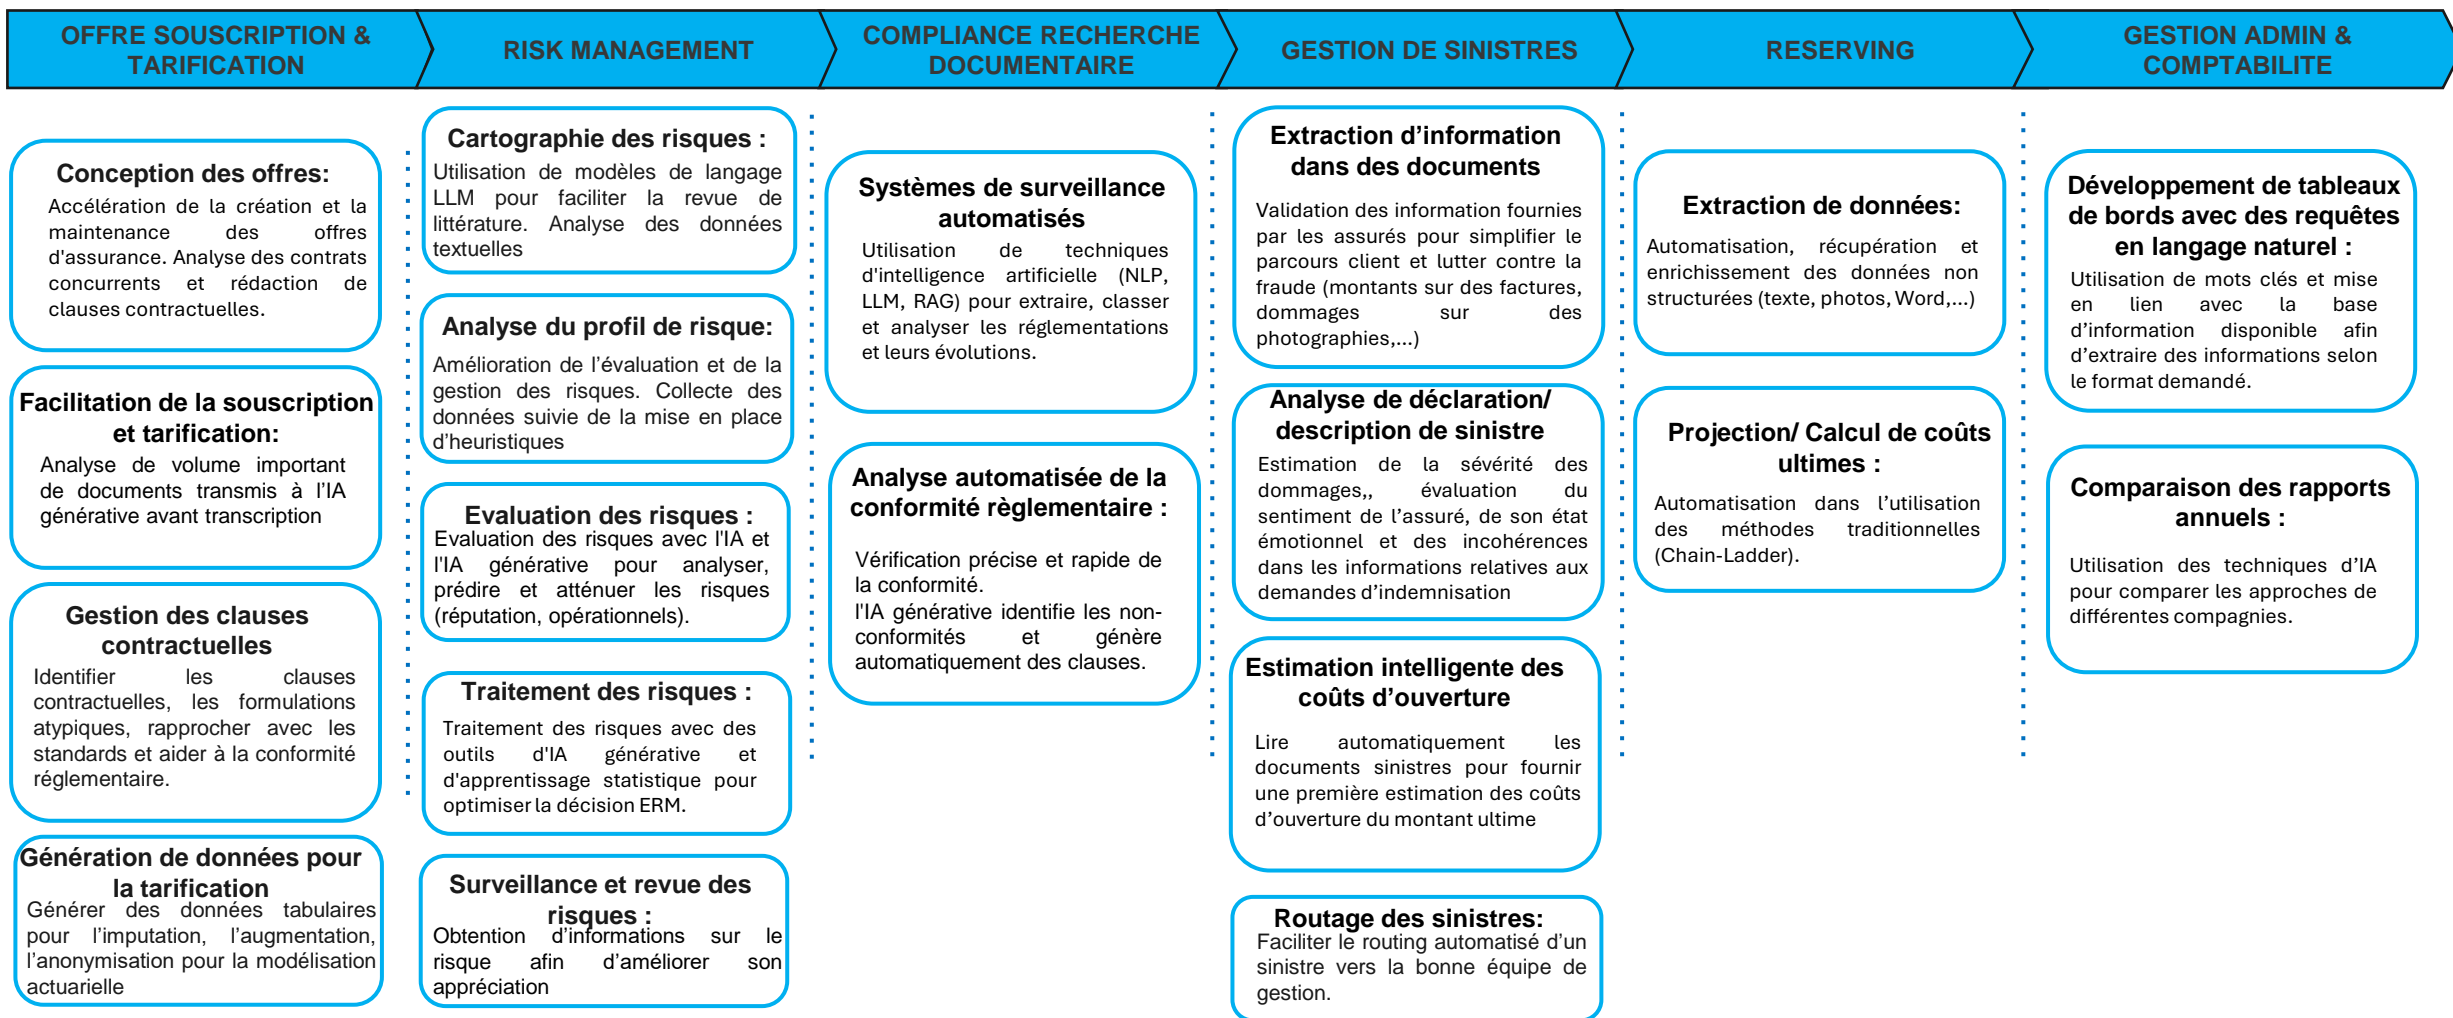 OFFRE SOUSCRIPTION &
TARIFICATION
RISK MANAGEMENT
COMPLIANCE RECHERCHE
DOCUMENTAIRE
GESTION DE SINISTRES
RESERVING
GESTION ADMIN &
COMPTABILITE
Conception des offres:
Accélération de la création et la
maintenance des offres
d'assurance. Analyse des contrats
concurrents et rédaction de
clauses contractuelles.
Facilitation de la souscription
et tarification:
Analyse de volume important
de documents transmis à l’IA
générative avant transcription
Gestion des clauses
contractuelles
Identifier les clauses
contractuelles, les formulations
atypiques, rapprocher avec les
standards et aider à la conformité
réglementaire.
Génération de données pour
la tarification
Générer des données tabulaires
pour l’imputation, l’augmentation,
l’anonymisation pour la modélisation
actuarielle
Cartographie des risques :
Utilisation de modèles de langage
LLM pour faciliter la revue de
littérature. Analyse des données
textuelles
Analyse du profil de risque:
Amélioration de l’évaluation et de la
gestion des risques. Collecte des
données suivie de la mise en place
d’heuristiques
Evaluation des risques :
Evaluation des risques avec l'IA et
l'IA générative pour analyser,
prédire et atténuer les risques
(réputation, opérationnels).
Traitement des risques :
Traitement des risques avec des
outils d'IA générative et
d'apprentissage statistique pour
optimiser la décision ERM.
Surveillance et revue des
risques :
Obtention d’informations sur le
risque afin d’améliorer son
appréciation
Systèmes de surveillance
automatisés
Utilisation de techniques
d'intelligence artificielle (NLP,
LLM, RAG) pour extraire, classer
et analyser les réglementations
et leurs évolutions.
Analyse automatisée de la
conformité règlementaire :
Vérification précise et rapide de
la conformité.
l'IA générative identifie les non-
conformités et génère
automatiquement des clauses.
Extraction d’information
dans des documents
Validation des information fournies
par les assurés pour simplifier le
parcours client et lutter contre la
fraude (montants sur des factures,
dommages sur des
photographies,...)
Analyse de déclaration/
description de sinistre
Estimation de la sévérité des
dommages,, évaluation du
sentiment de l’assuré, de son état
émotionnel et des incohérences
dans les informations relatives aux
demandes d’indemnisation
Estimation intelligente des
coûts d’ouverture
Lire automatiquement les
documents sinistres pour fournir
une première estimation des coûts
d’ouverture du montant ultime
Routage des sinistres:
Faciliter le routing automatisé d’un
sinistre vers la bonne équipe de
gestion.
Extraction de données:
Automatisation, récupération et
enrichissement des données non
structurées (texte, photos, Word,...)
Projection/ Calcul de coûts
ultimes :
Automatisation dans l’utilisation
des méthodes traditionnelles
(Chain-Ladder).
Développement de tableaux
de bords avec des requêtes
en langage naturel :
Utilisation de mots clés et mise
en lien avec la base
d’information disponible afin
d’extraire des informations selon
le format demandé.
Comparaison des rapports
annuels :
Utilisation des techniques d’IA
pour comparer les approches de
différentes compagnies.